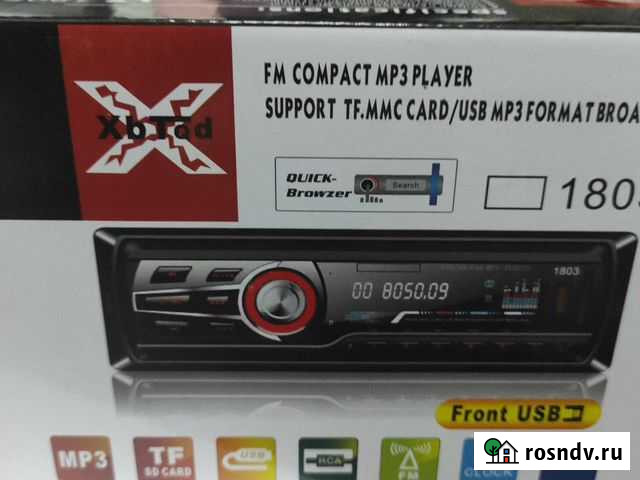 XbTod
FM COMPACT MP3 PLAYER
SUPPORT TF.MMC CARD/USB MP3 FORMAT BROA
QUICK-
Browzer
Search
180
1803
00 8050.09
Front USB
MP3
TF
SD CARD
USB
RCA
FM
CLOCK
rosndv.ru